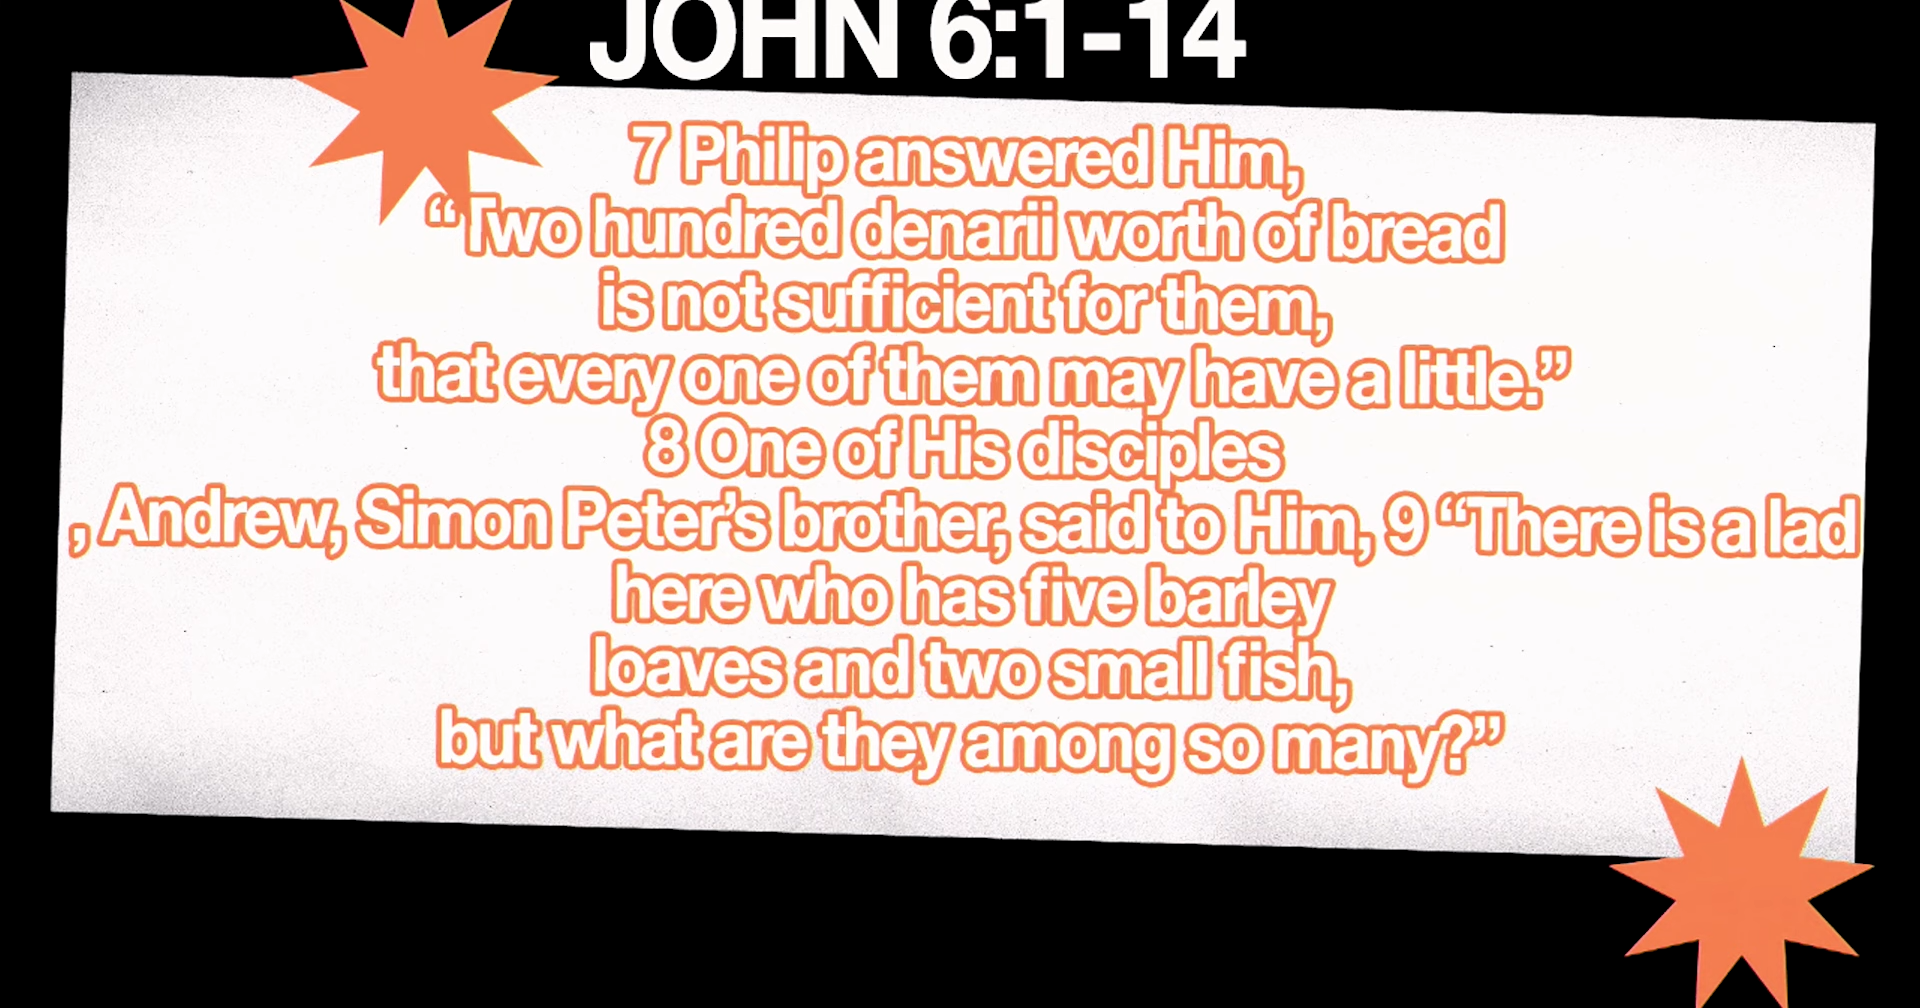 JOHN 6:1-14
7 Philip answered Him,
“Two hundred denarii worth of bread
is not sufficient for them,
that every one of them may have a little.”
8 One of His disciples
, Andrew, Simon Peter’s brother, said to Him, 9 “There is a lad
here who has five barley
loaves and two small fish,
but what are they among so many?”